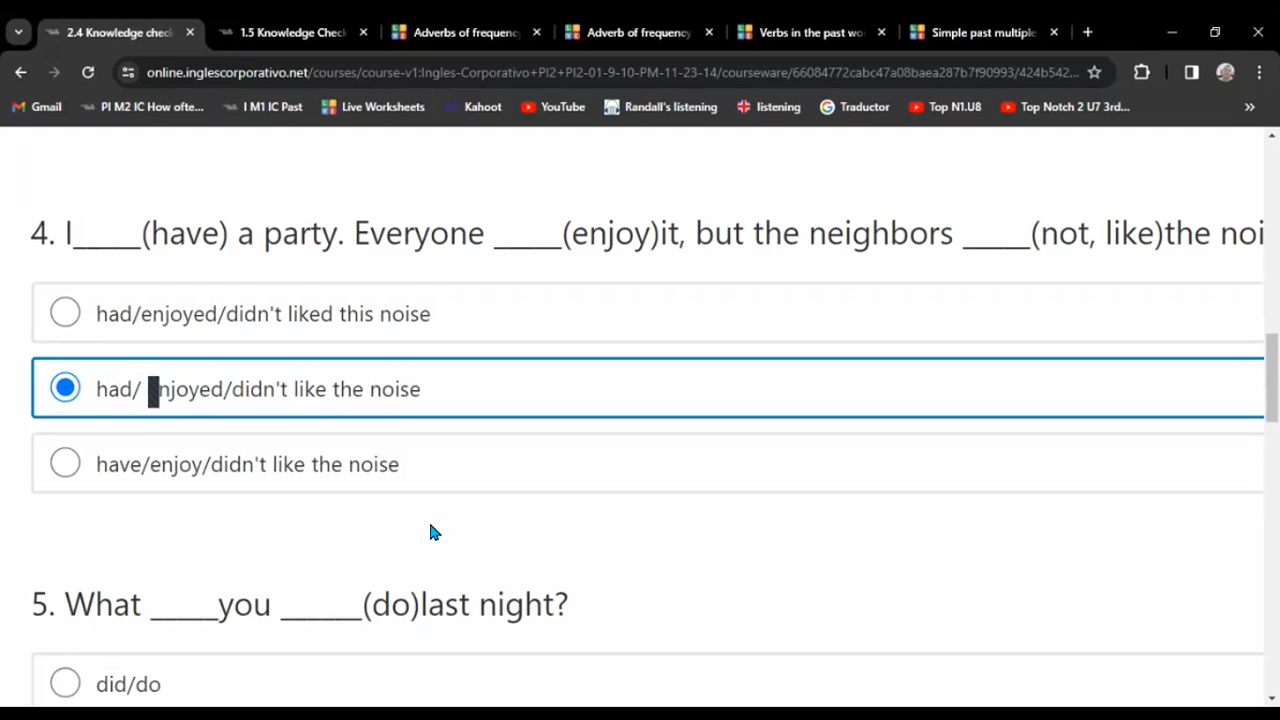 2.4 Knowledge chec
1.5 Knowledge Chec
Adverbs of frequenc
Adverb of frequency
Verbs in the past wo
Simple past multiple
online.inglescorporativo.net/courses/course-v1:Ingles-Corporativo+PI2+PI2-01-9-10-PM-11-23-14/courseware/66084772cabc47a08baea287b7f90993/424b542...
Gmail
PI M2 IC How ofte...
I M1 IC Past
Live Worksheets
Kahoot
YouTube
Randall's listening
listening
Traductor
Top N1.U8
Top Notch 2 U7 3rd...
»
4. I_____(have) a party. Everyone _____(enjoy)it, but the neighbors _____(not, like)the noi
had/enjoyed/didn't liked this noise
had/ enjoyed/didn't like the noise
have/enjoy/didn't like the noise
5. What _____you ______(do)last night?
did/do